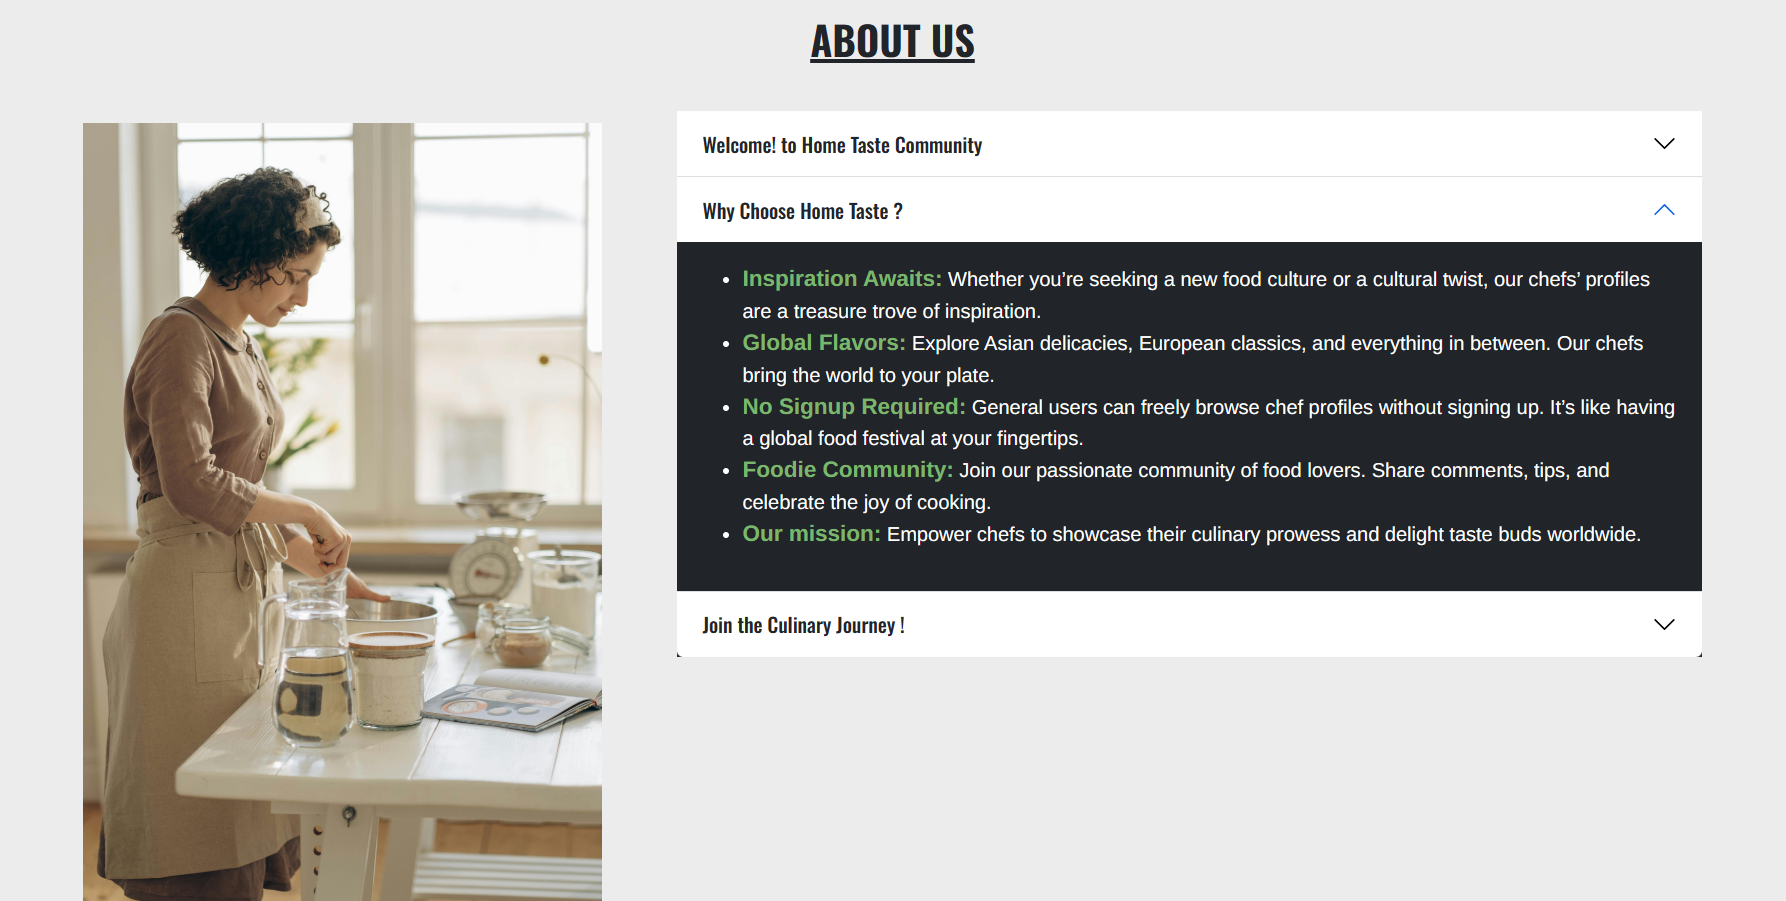 ABOUT US
Welcome! to Home Taste Community
Why Choose Home Taste ?
Inspiration Awaits: Whether you’re seeking a new food culture or a cultural twist, our chefs’ profiles
are a treasure trove of inspiration.
Global Flavors: Explore Asian delicacies, European classics, and everything in between. Our chefs
bring the world to your plate.
No Signup Required: General users can freely browse chef profiles without signing up. It’s like having
a global food festival at your fingertips.
Foodie Community: Join our passionate community of food lovers. Share comments, tips, and
celebrate the joy of cooking.
Our mission: Empower chefs to showcase their culinary prowess and delight taste buds worldwide.
Join the Culinary Journey !